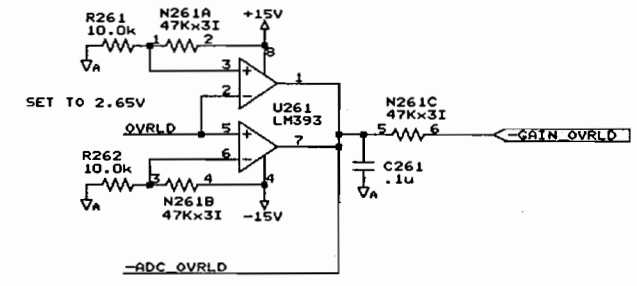 R261
10.0k
N261A
47Kx3I
+15V
1
2
8
A
3
+
1
2
-
SET TO 2.65V
U261
LM393
N261C
47Kx3I
OVRLD
5
+
7
5
6
-GAIN_OVRLD
6
-
R262
10.0k
C261
.1u
3
4
4
A
A
N261B
47Kx3I
-15V
-ADC_OVRLD